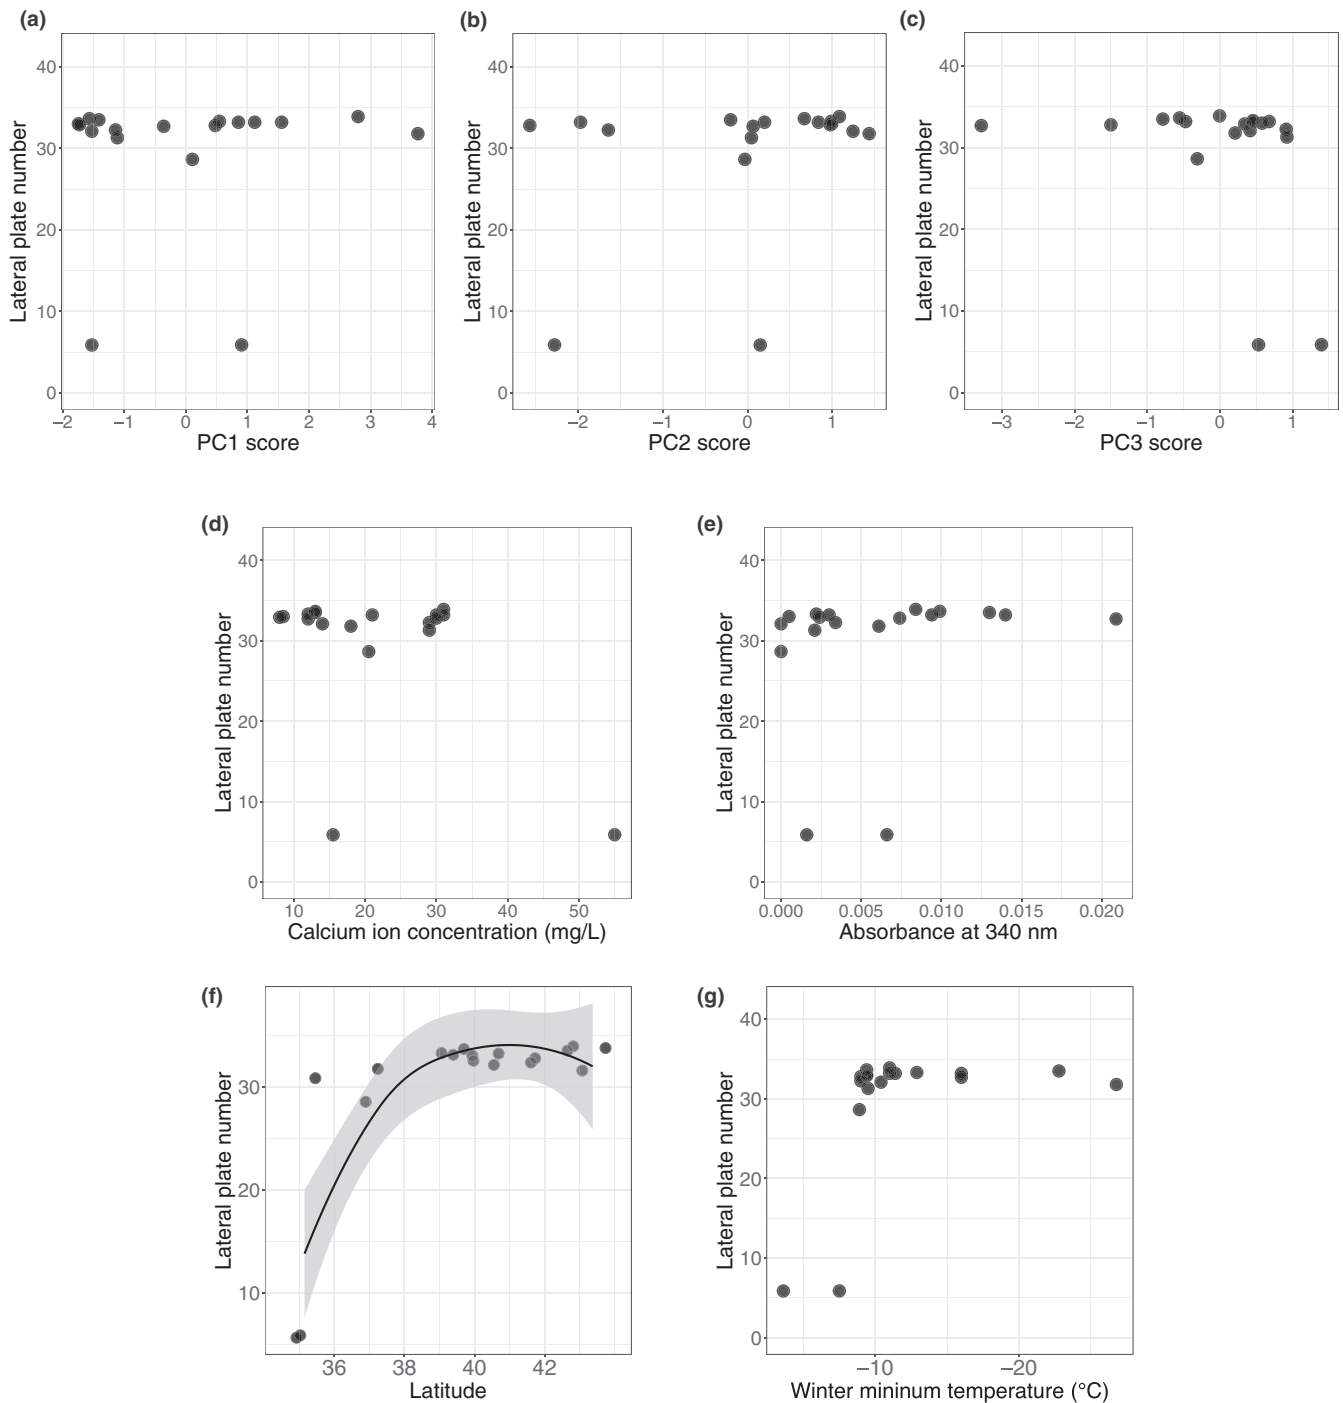 (a)
(b)
(c)
Lateral plate number
40
30
20
10
0
–2 –1 0 1 2 3 4
PC1 score
Lateral plate number
40
30
20
10
0
–2 –1 0 1
PC2 score
Lateral plate number
40
30
20
10
0
–3 –2 –1 0 1
PC3 score
(d)
(e)
Lateral plate number
40
30
20
10
0
10 20 30 40 50
Calcium ion concentration (mg/L)
Lateral plate number
40
30
20
10
0
0.000 0.005 0.010 0.015 0.020
Absorbance at 340 nm
(f)
(g)
Lateral plate number
30
20
10
36 38 40 42
Latitude
Lateral plate number
40
30
20
10
0
–10 –20
Winter mininum temperature (°C)